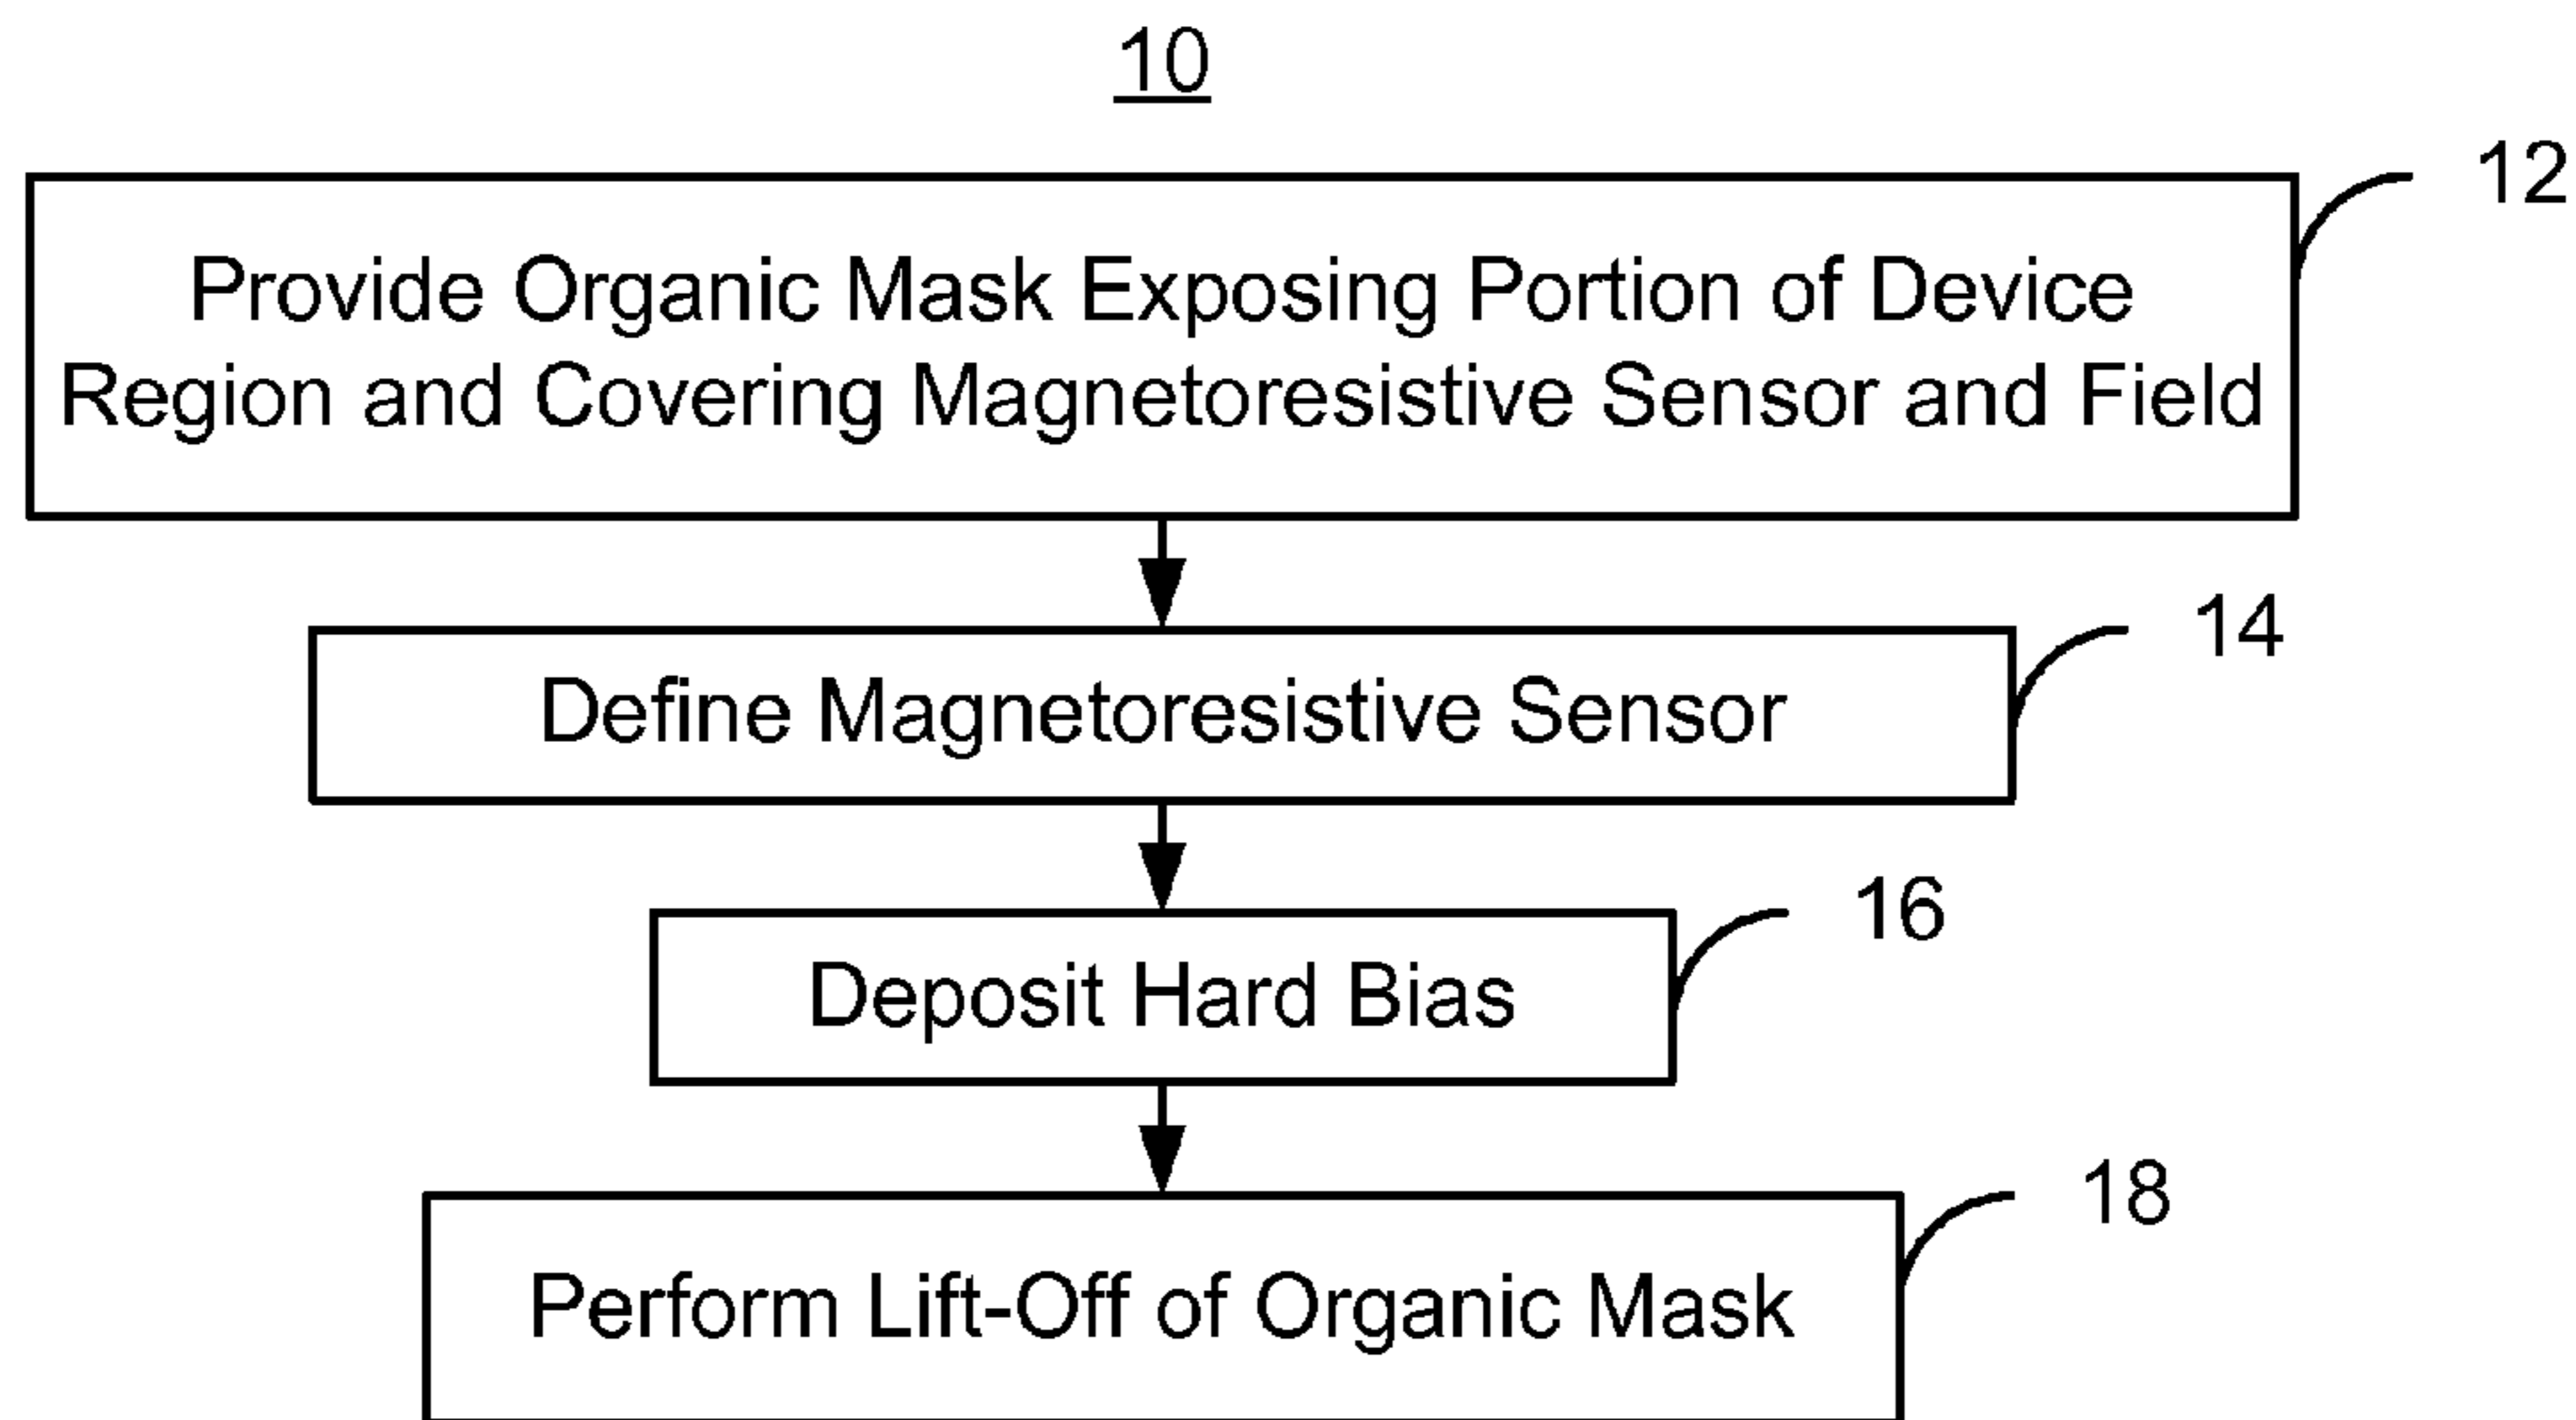 10
12
Provide Organic Mask Exposing Portion of Device
Region and Covering Magnetoresistive Sensor and Field
14
Define Magnetoresistive Sensor
16
Deposit Hard Bias
18
Perform Lift-Off of Organic Mask